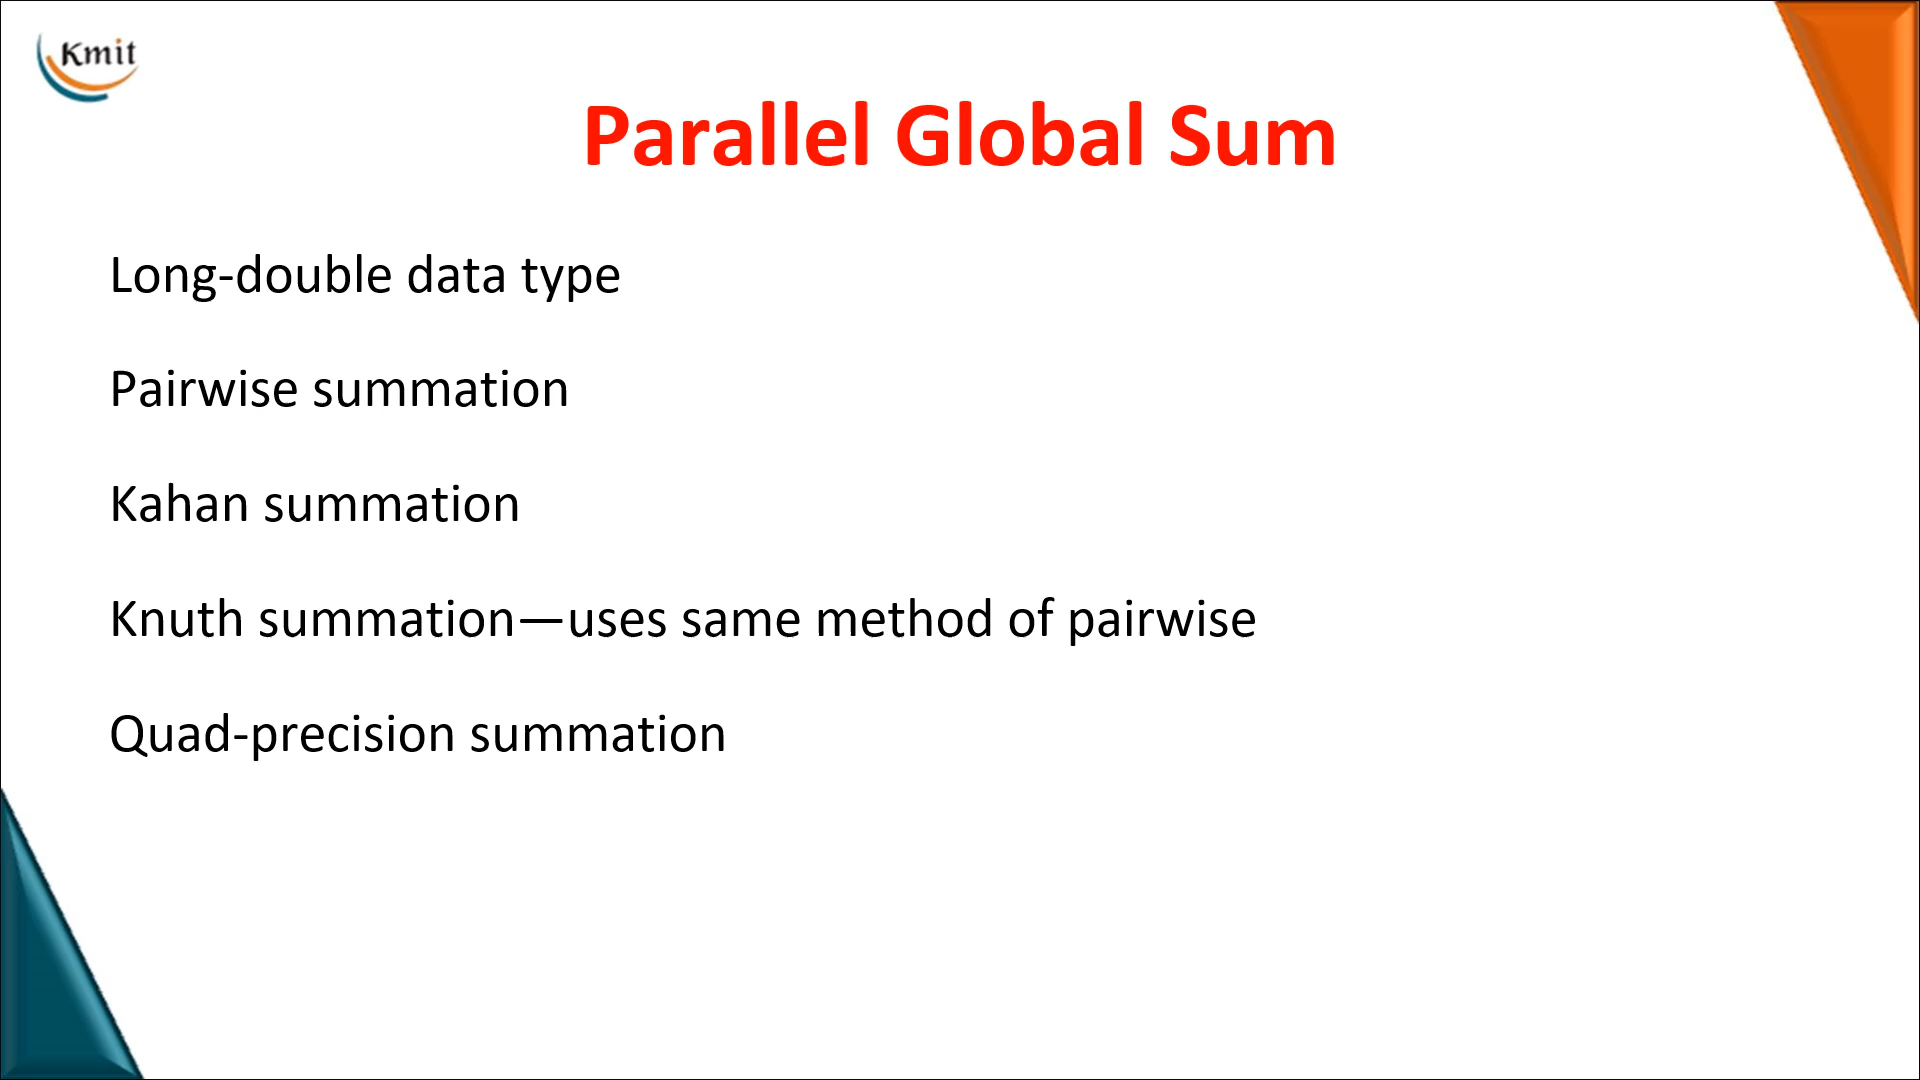 Kmit
Parallel Global Sum
Long-double data type
Pairwise summation
Kahan summation
Knuth summation—uses same method of pairwise
Quad-precision summation